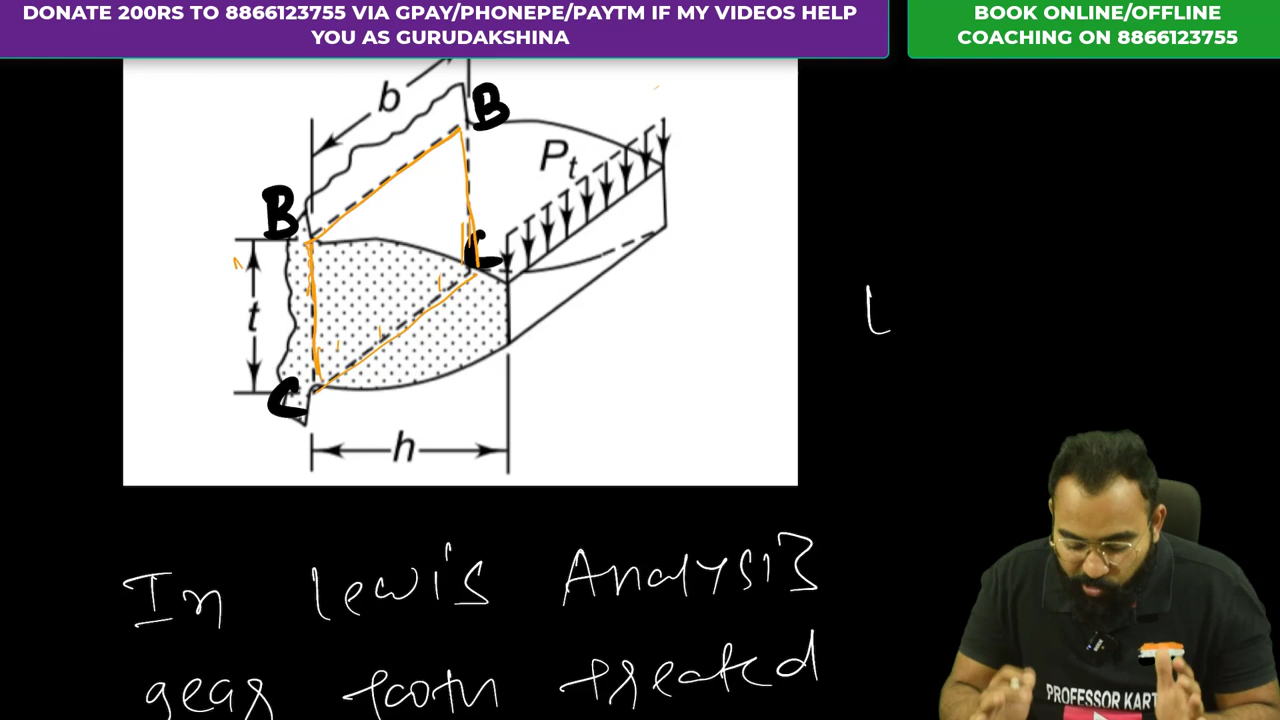 DONATE 200RS TO 8866123755 VIA GPAY/PHONEPE/PAYTM IF MY VIDEOS HELP
YOU AS GURUDAKSHINA
BOOK ONLINE/OFFLINE
COACHING ON 8866123755
b
B
Pt
B
C
t
C
h
In Lewis Analysis
gear tooth treated
PROFESSOR KART